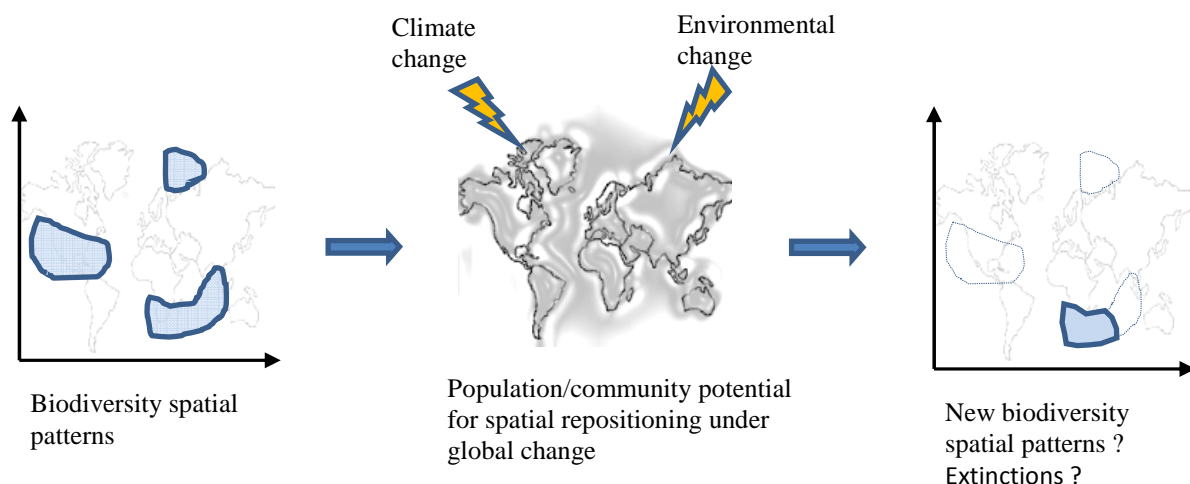 Climate
change
Environmental
change
Biodiversity spatial
patterns
Population/community potential
for spatial repositioning under
global change
New biodiversity
spatial patterns ?
Extinctions ?